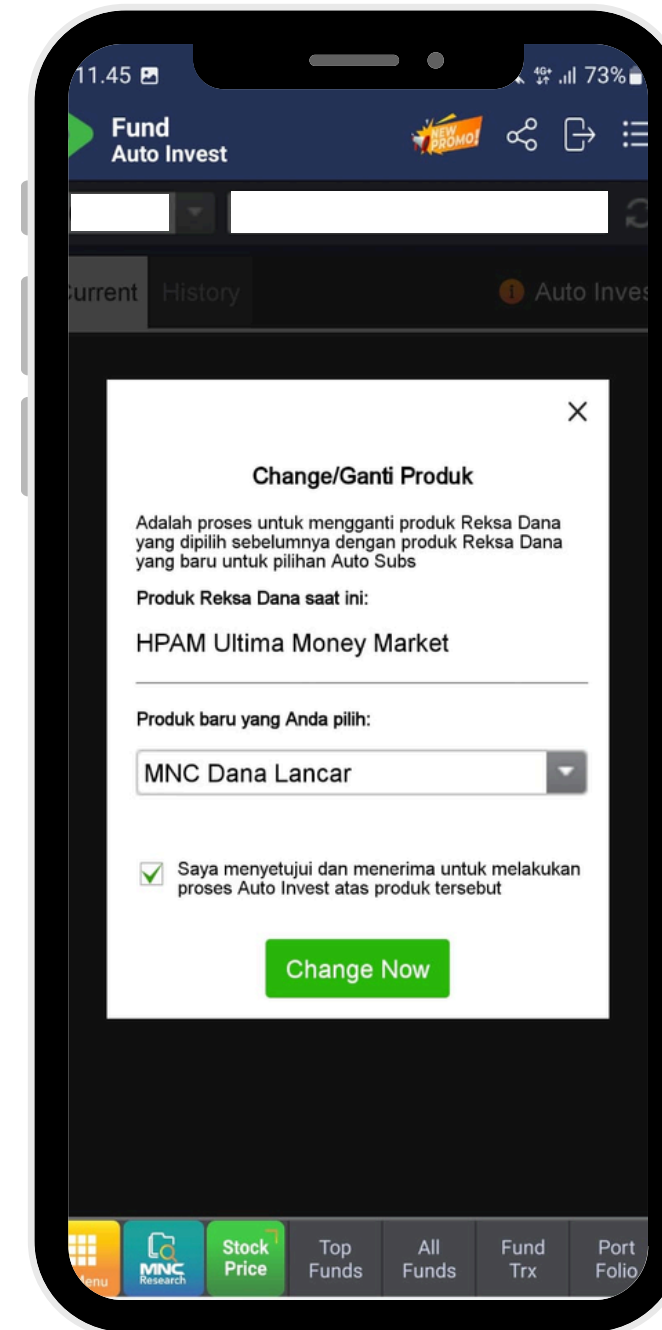 11.45
4G+
73%
Fund
Auto Invest
NEW
PROMO!
Current
History
Auto Inves
Change/Ganti Produk
Adalah proses untuk mengganti produk Reksa Dana
yang dipilih sebelumnya dengan produk Reksa Dana
yang baru untuk pilihan Auto Subs
Produk Reksa Dana saat ini:
HPAM Ultima Money Market
Produk baru yang Anda pilih:
MNC Dana Lancar
Saya menyetujui dan menerima untuk melakukan
proses Auto Invest atas produk tersebut
Change Now
Menu
MNC
Research
Stock
Price
Top
Funds
All
Funds
Fund
Trx
Port
Folio